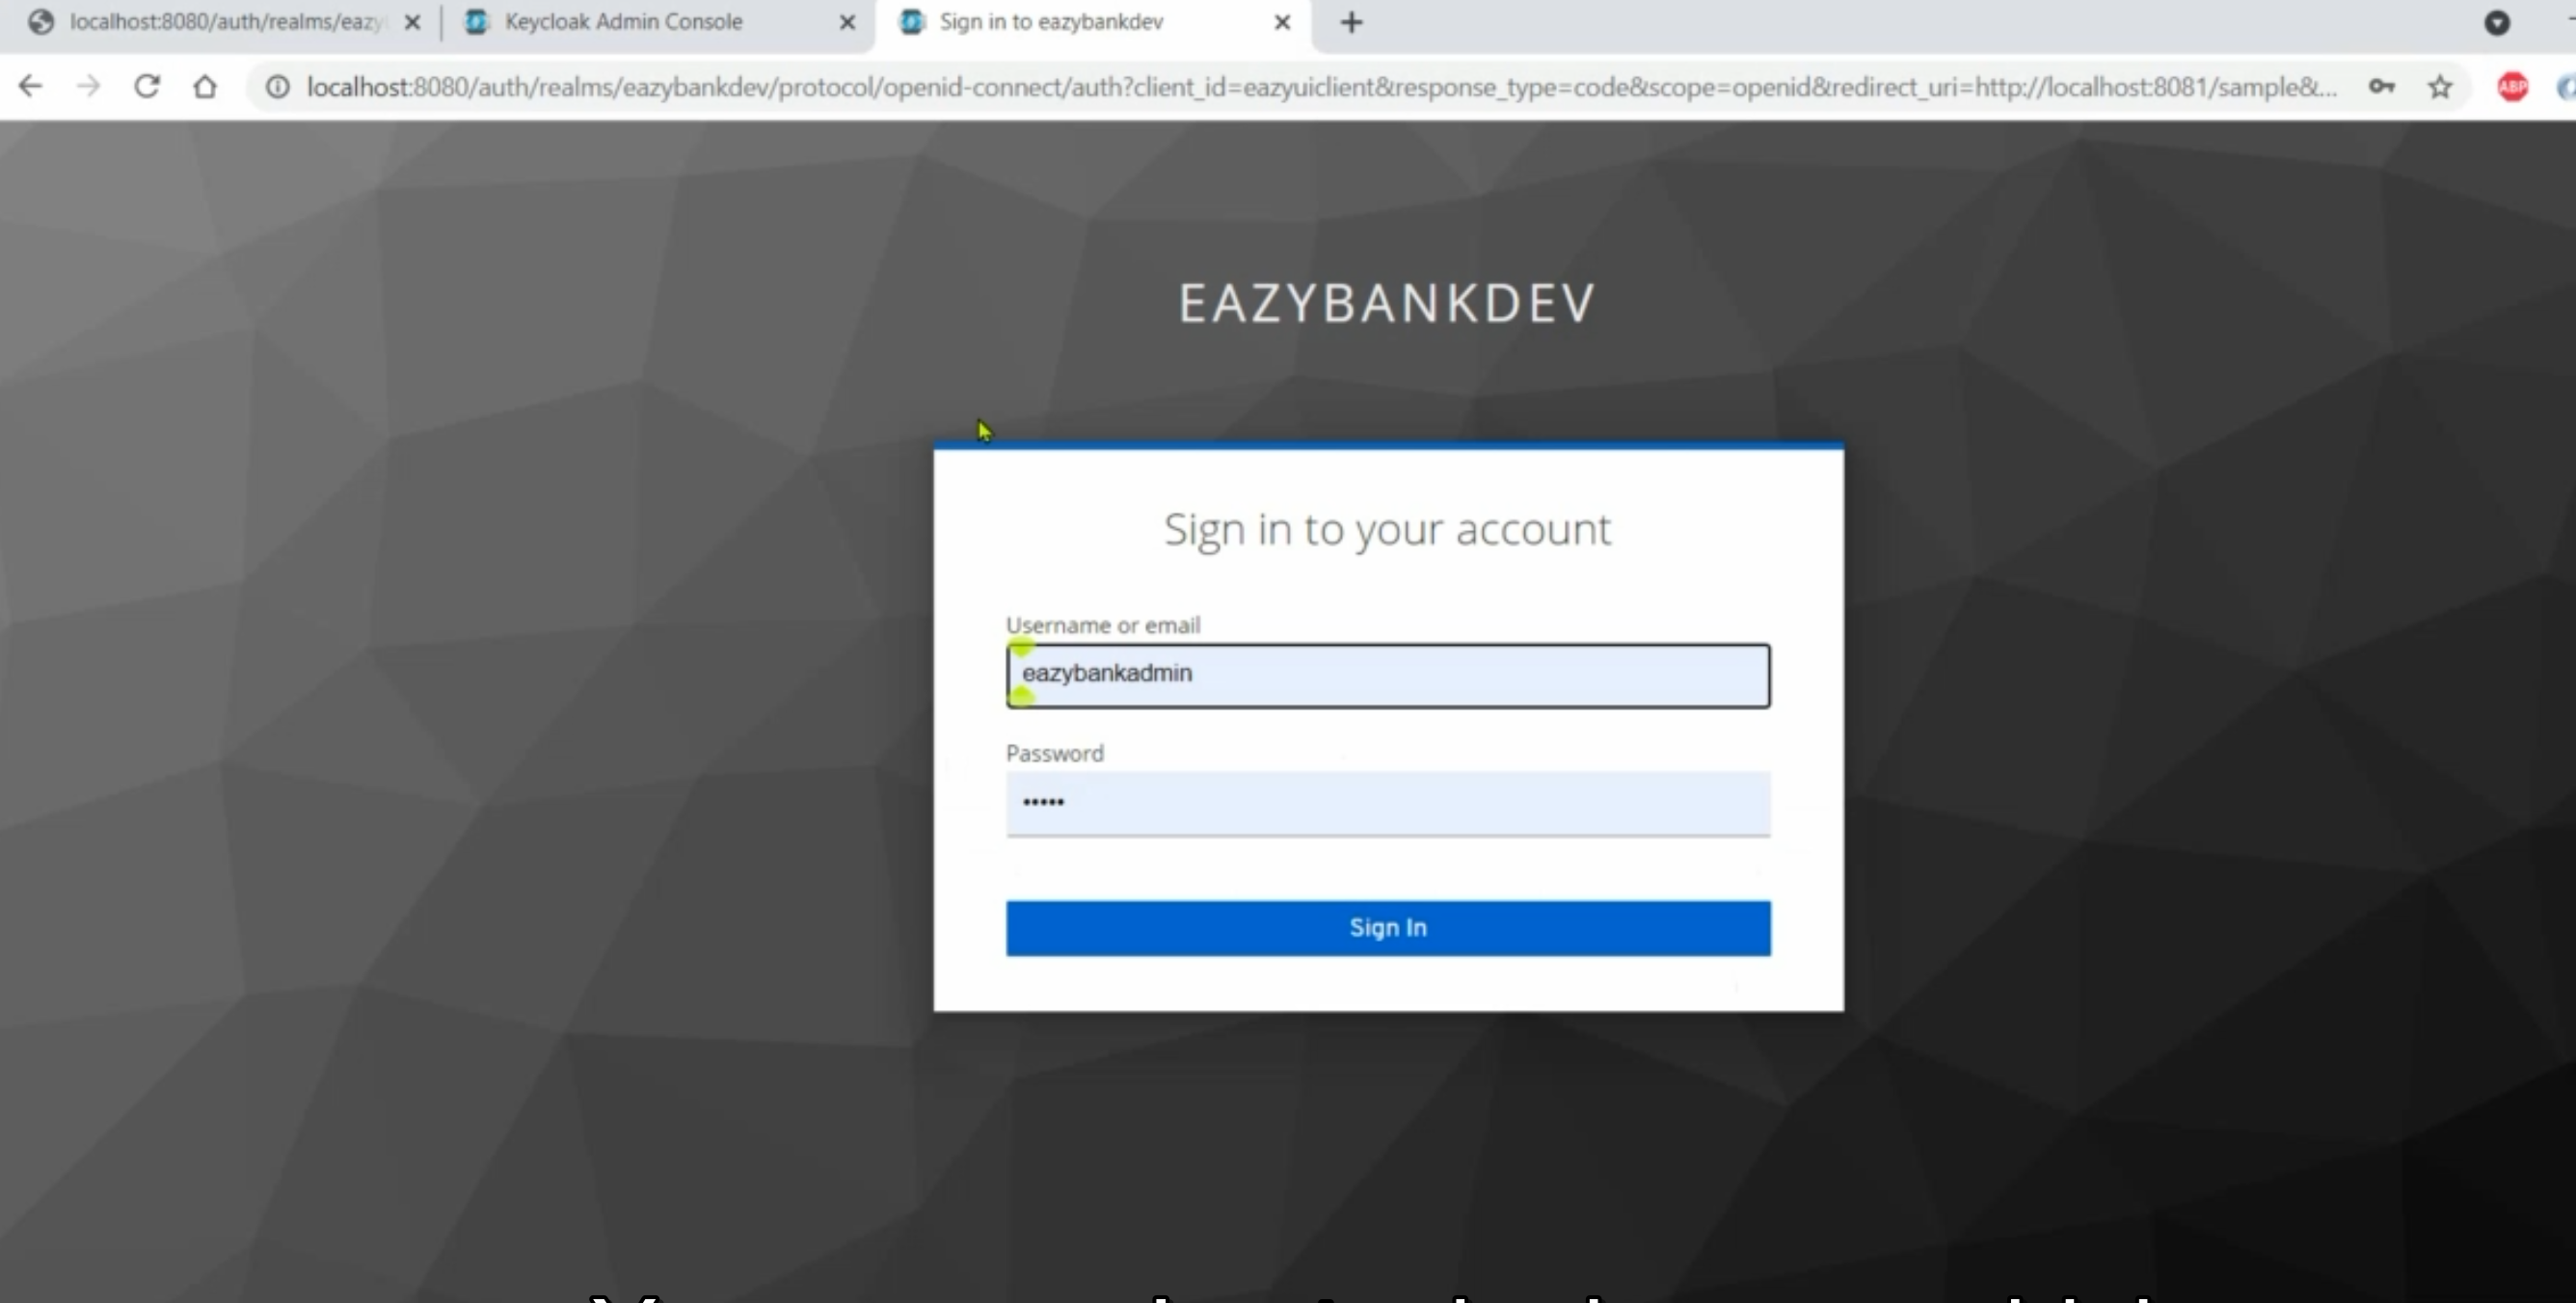 localhost:8080/auth/realms/eazy
Keycloak Admin Console
Sign in to eazybankdev
localhost:8080/auth/realms/eazybankdev/protocol/openid-connect/auth?client_id=eazyuiclient&response_type=code&scope=openid&redirect_uri=http://localhost:8081/sample&...
ABP
EAZYBANKDEV
Sign in to your account
Username or email
eazybankadmin
Password
•••••
Sign In